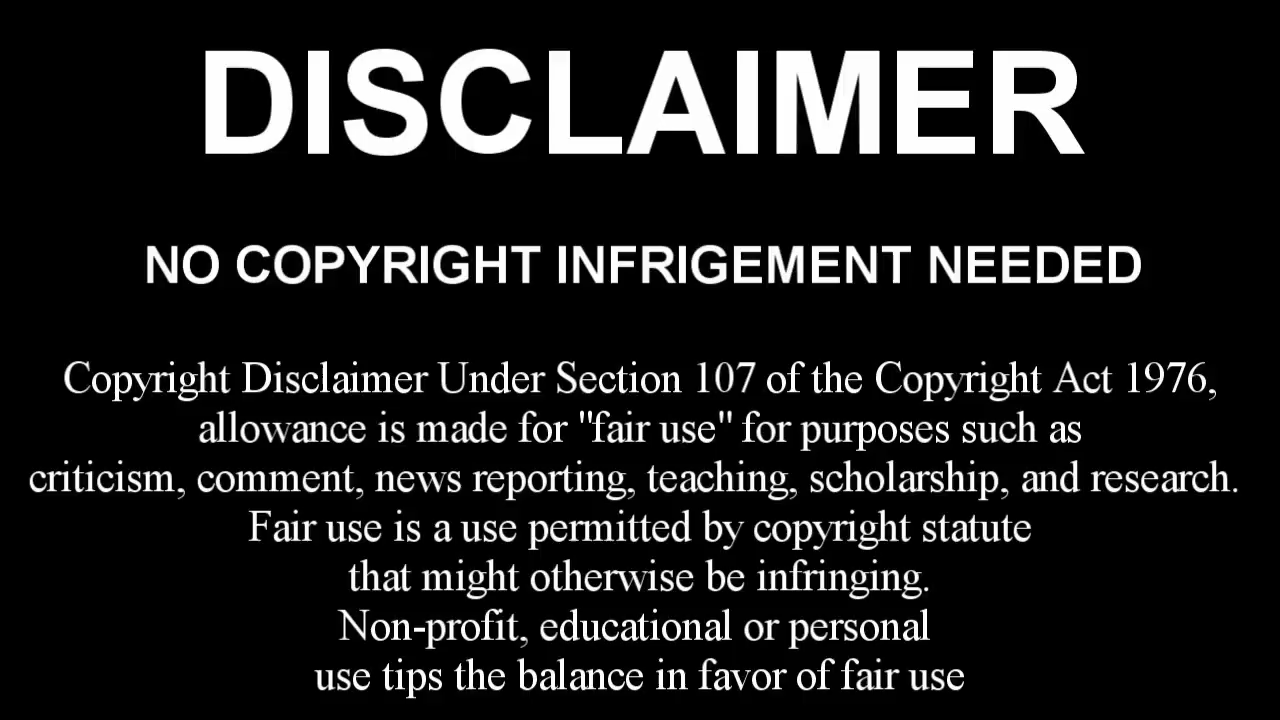 DISCLAIMER
NO COPYRIGHT INFRIGEMENT NEEDED
Copyright Disclaimer Under Section 107 of the Copyright Act 1976,
allowance is made for "fair use" for purposes such as
criticism, comment, news reporting, teaching, scholarship, and research.
Fair use is a use permitted by copyright statute
that might otherwise be infringing.
Non-profit, educational or personal
use tips the balance in favor of fair use